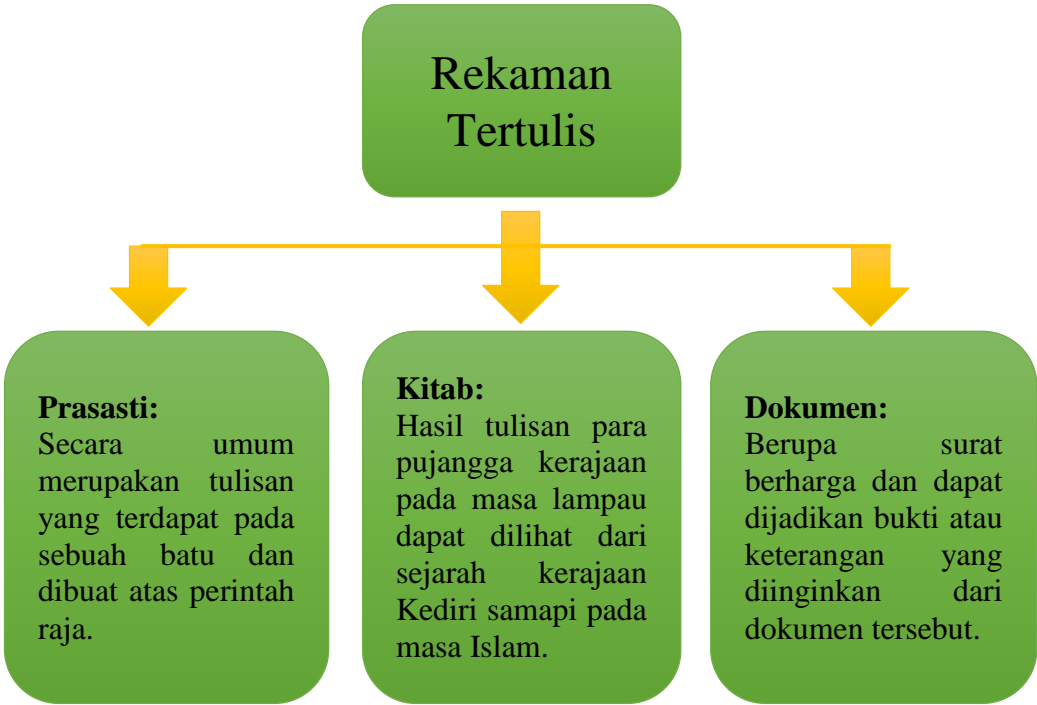 Rekaman
Tertulis
Prasasti:
Secara umum
merupakan tulisan
yang terdapat pada
sebuah batu dan
dibuat atas perintah
raja.
Kitab:
Hasil tulisan para
pujangga kerajaan
pada masa lampau
dapat dilihat dari
sejarah kerajaan
Kediri samapi pada
masa Islam.
Dokumen:
Berupa surat
berharga dan dapat
dijadikan bukti atau
keterangan yang
diinginkan dari
dokumen tersebut.